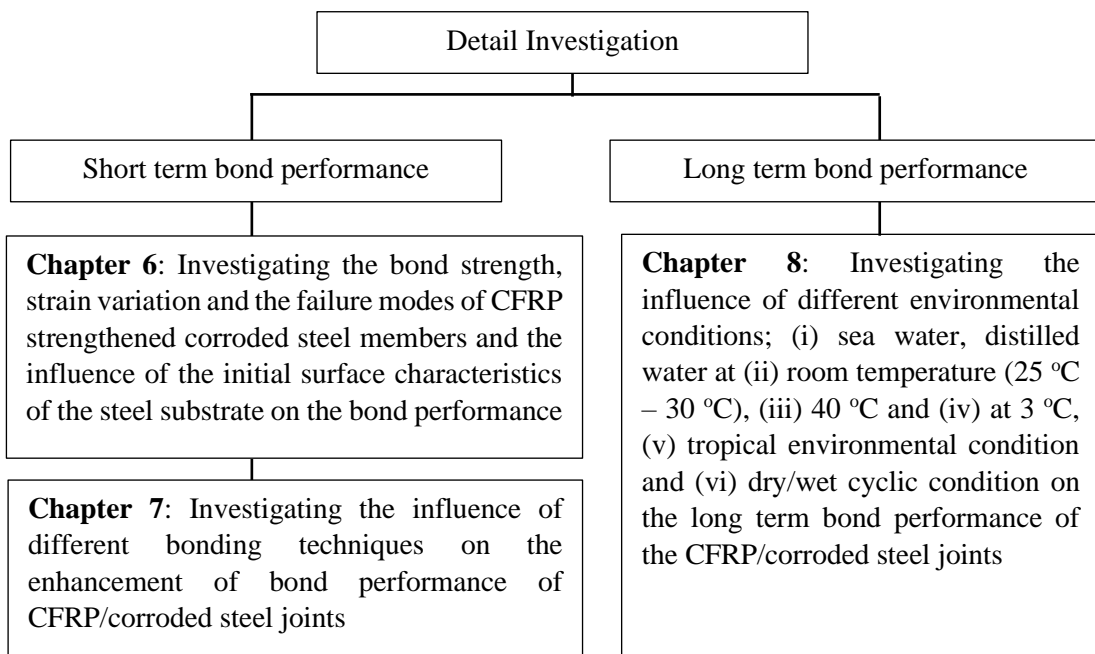 Detail Investigation
Short term bond performance
Long term bond performance
Chapter 6: Investigating the bond strength,
strain variation and the failure modes of CFRP
strengthened corroded steel members and the
influence of the initial surface characteristics
of the steel substrate on the bond performance
Chapter 7: Investigating the influence of
different bonding techniques on the
enhancement of bond performance of
CFRP/corroded steel joints
Chapter 8: Investigating the
influence of different environmental
conditions; (i) sea water, distilled
water at (ii) room temperature (25 °C
– 30 °C), (iii) 40 °C and (iv) at 3 °C,
(v) tropical environmental condition
and (vi) dry/wet cyclic condition on
the long term bond performance of
the CFRP/corroded steel joints